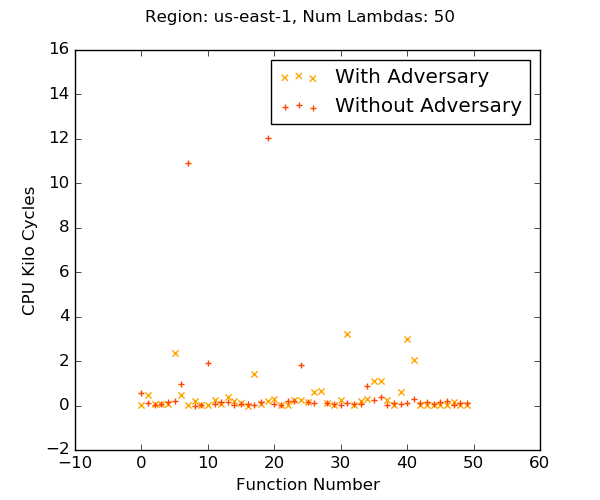 Region: us-east-1, Num Lambdas: 50
16
14
12
10
8
6
4
2
0
−2
CPU Kilo Cycles
With Adversary
Without Adversary
−10 0 10 20 30 40 50 60
Function Number